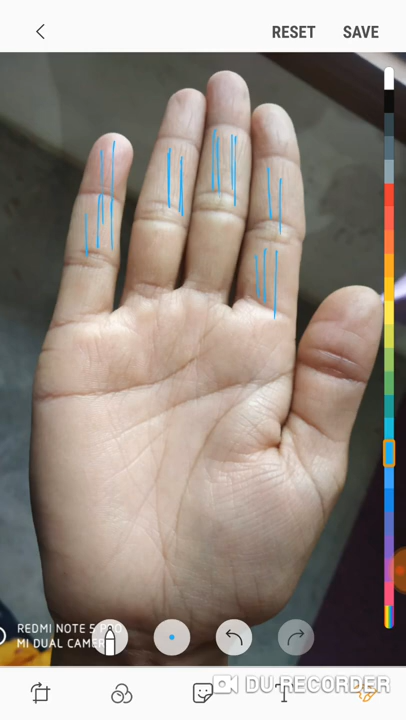 RESET SAVE
REDMI NOTE 5 PRO
MI DUAL CAMERA
T
DU RECORDER